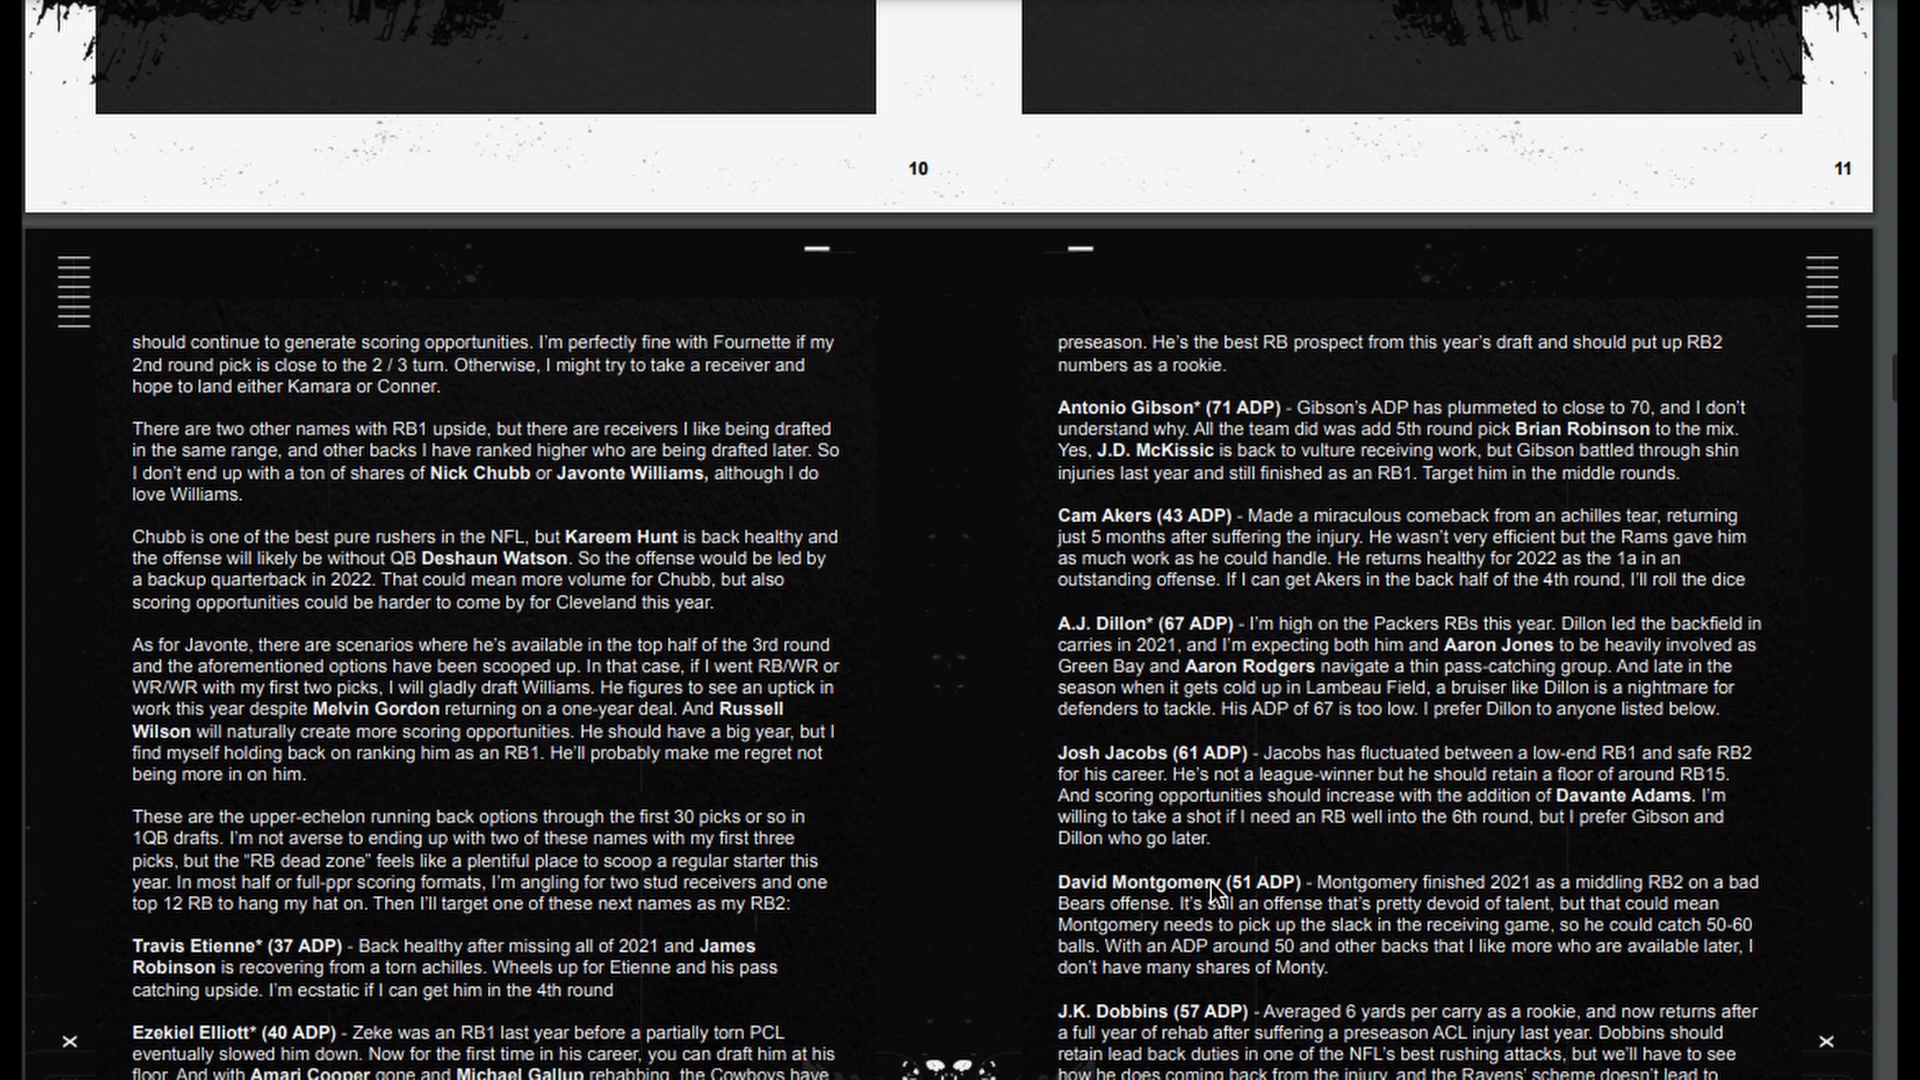 10
11
should continue to generate scoring opportunities. I'm perfectly fine with Fournette if my
2nd round pick is close to the 2 / 3 turn. Otherwise, I might try to take a receiver and
hope to land either Kamara or Conner.
There are two other names with RB1 upside, but there are receivers I like being drafted
in the same range, and other backs I have ranked higher who are being drafted later. So
I don't end up with a ton of shares of Nick Chubb or Javonte Williams, although I do
love Williams.
Chubb is one of the best pure rushers in the NFL, but Kareem Hunt is back healthy and
the offense will likely be without QB Deshaun Watson. So the offense would be led by
a backup quarterback in 2022. That could mean more volume for Chubb, but also
scoring opportunities could be harder to come by for Cleveland this year.
As for Javonte, there are scenarios where he's available in the top half of the 3rd round
and the aforementioned options have been scooped up. In that case, if I went RB/WR or
WR/WR with my first two picks, I will gladly draft Williams. He figures to see an uptick in
work this year despite Melvin Gordon returning on a one-year deal. And Russell
Wilson will naturally create more scoring opportunities. He should have a big year, but I
find myself holding back on ranking him as an RB1. He'll probably make me regret not
being more in on him.
These are the upper-echelon running back options through the first 30 picks or so in
1QB drafts. I'm not averse to ending up with two of these names with my first three
picks, but the “RB dead zone” feels like a plentiful place to scoop a regular starter this
year. In most half or full-ppr scoring formats, I'm angling for two stud receivers and one
top 12 RB to hang my hat on. Then I'll target one of these next names as my RB2:
Travis Etienne* (37 ADP) - Back healthy after missing all of 2021 and James
Robinson is recovering from a torn achilles. Wheels up for Etienne and his pass
catching upside. I'm ecstatic if I can get him in the 4th round
Ezekiel Elliott* (40 ADP) - Zeke was an RB1 last year before a partially torn PCL
eventually slowed him down. Now for the first time in his career, you can draft him at his
floor. And with Amari Cooper gone and Michael Gallup rehabbing, the Cowboys have
preseason. He's the best RB prospect from this year's draft and should put up RB2
numbers as a rookie.
Antonio Gibson* (71 ADP) - Gibson's ADP has plummeted to close to 70, and I don't
understand why. All the team did was add 5th round pick Brian Robinson to the mix.
Yes, J.D. McKissic is back to vulture receiving work, but Gibson battled through shin
injuries last year and still finished as an RB1. Target him in the middle rounds.
Cam Akers (43 ADP) - Made a miraculous comeback from an achilles tear, returning
just 5 months after suffering the injury. He wasn't very efficient but the Rams gave him
as much work as he could handle. He returns healthy for 2022 as the 1a in an
outstanding offense. If I can get Akers in the back half of the 4th round, I'll roll the dice
A.J. Dillon* (67 ADP) - I'm high on the Packers RBs this year. Dillon led the backfield in
carries in 2021, and I'm expecting both him and Aaron Jones to be heavily involved as
Green Bay and Aaron Rodgers navigate a thin pass-catching group. And late in the
season when it gets cold up in Lambeau Field, a bruiser like Dillon is a nightmare for
defenders to tackle. His ADP of 67 is too low. I prefer Dillon to anyone listed below.
Josh Jacobs (61 ADP) - Jacobs has fluctuated between a low-end RB1 and safe RB2
for his career. He's not a league-winner but he should retain a floor of around RB15.
And scoring opportunities should increase with the addition of Davante Adams. I'm
willing to take a shot if I need an RB well into the 6th round, but I prefer Gibson and
Dillon who go later.
David Montgomery (51 ADP) - Montgomery finished 2021 as a middling RB2 on a bad
Bears offense. It's still an offense that's pretty devoid of talent, but that could mean
Montgomery needs to pick up the slack in the receiving game, so he could catch 50-60
balls. With an ADP around 50 and other backs that I like more who are available later, I
don't have many shares of Monty.
J.K. Dobbins (57 ADP) - Averaged 6 yards per carry as a rookie, and now returns after
a full year of rehab after suffering a preseason ACL injury last year. Dobbins should
retain lead back duties in one of the NFL's best rushing attacks, but we'll have to see
how he does coming back from the injury, and the Ravens' scheme doesn't lead to